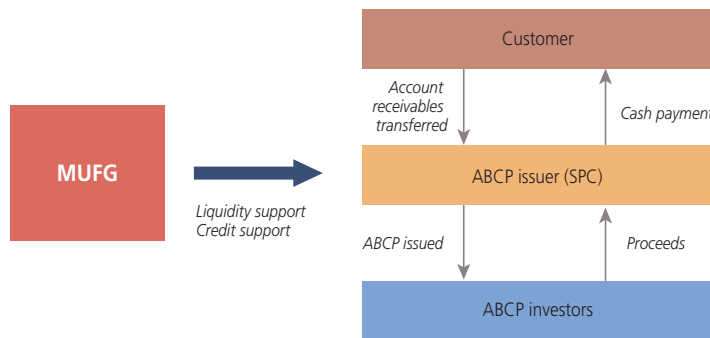 Customer
Account
receivables
transferred
Cash payment
MUFG
Liquidity support
Credit support
ABCP issuer (SPC)
ABCP issued
Proceeds
ABCP investors